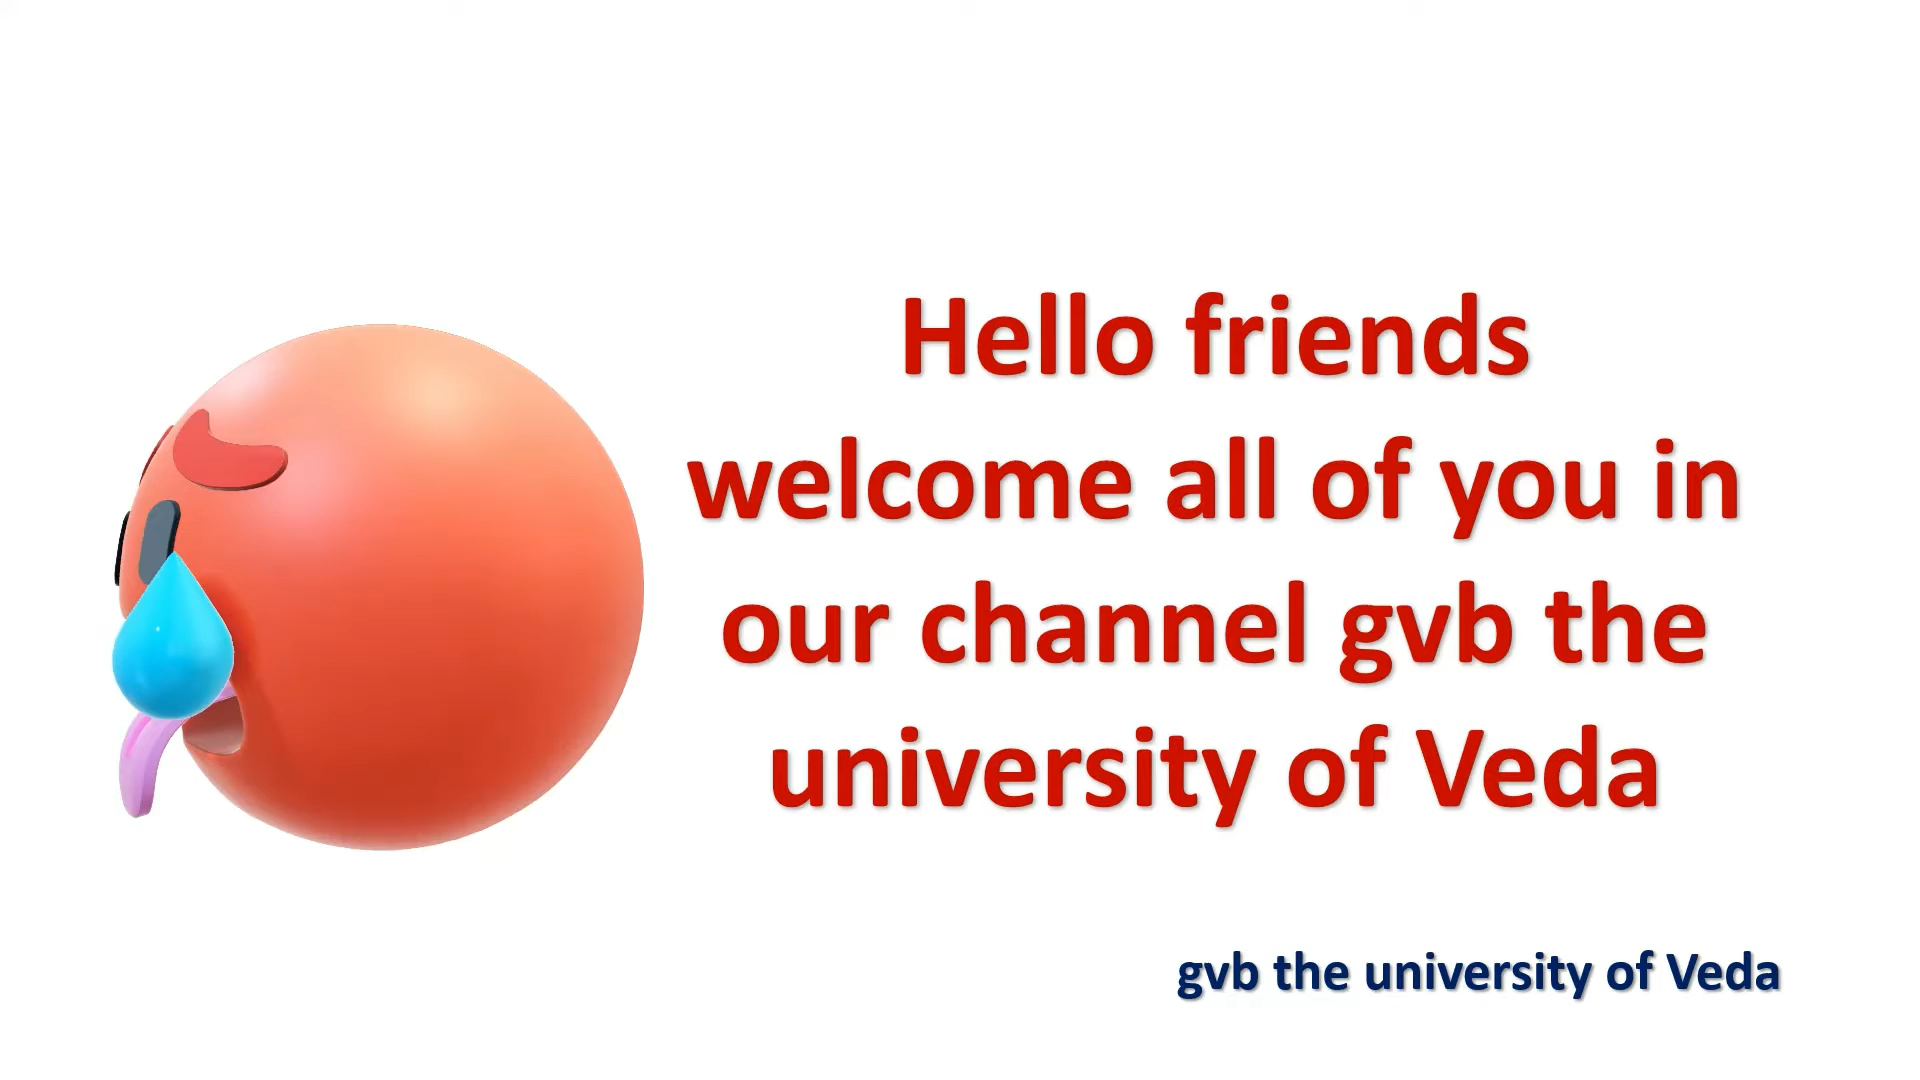 Hello friends
welcome all of you in
our channel gvb the
university of Veda
gvb the university of Veda